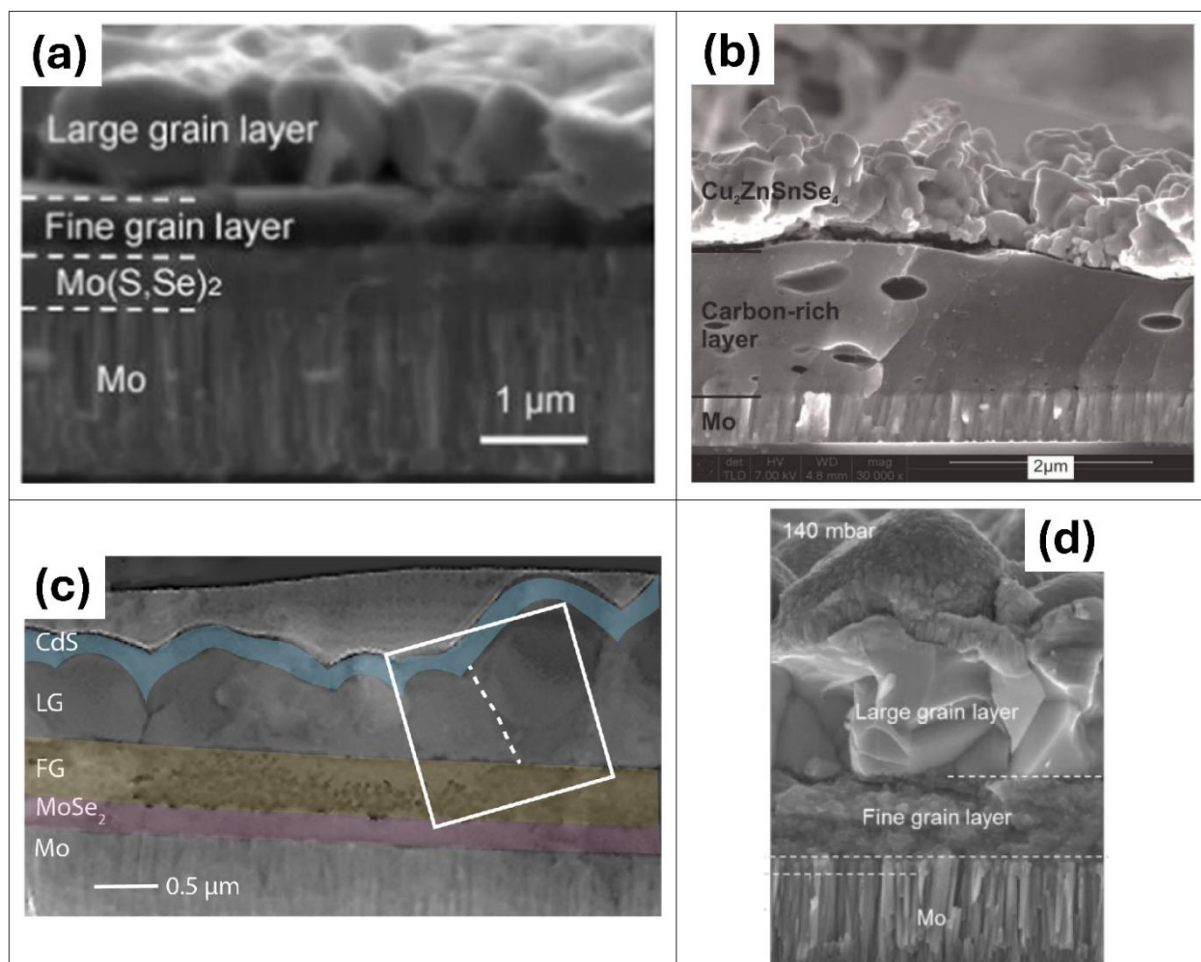 (a)
Large grain layer
Fine grain layer
Mo(S,Se)₂
Mo
1 µm
(b)
Cu₂ZnSnSe₄
Carbon-rich
layer
Mo
det HV WD mag
TLD 7.00 kV 4.8 mm 30 000 x
2µm
(c)
CdS
LG
FG
MoSe₂
Mo
0.5 µm
140 mbar
(d)
Large grain layer
Fine grain layer
Mo